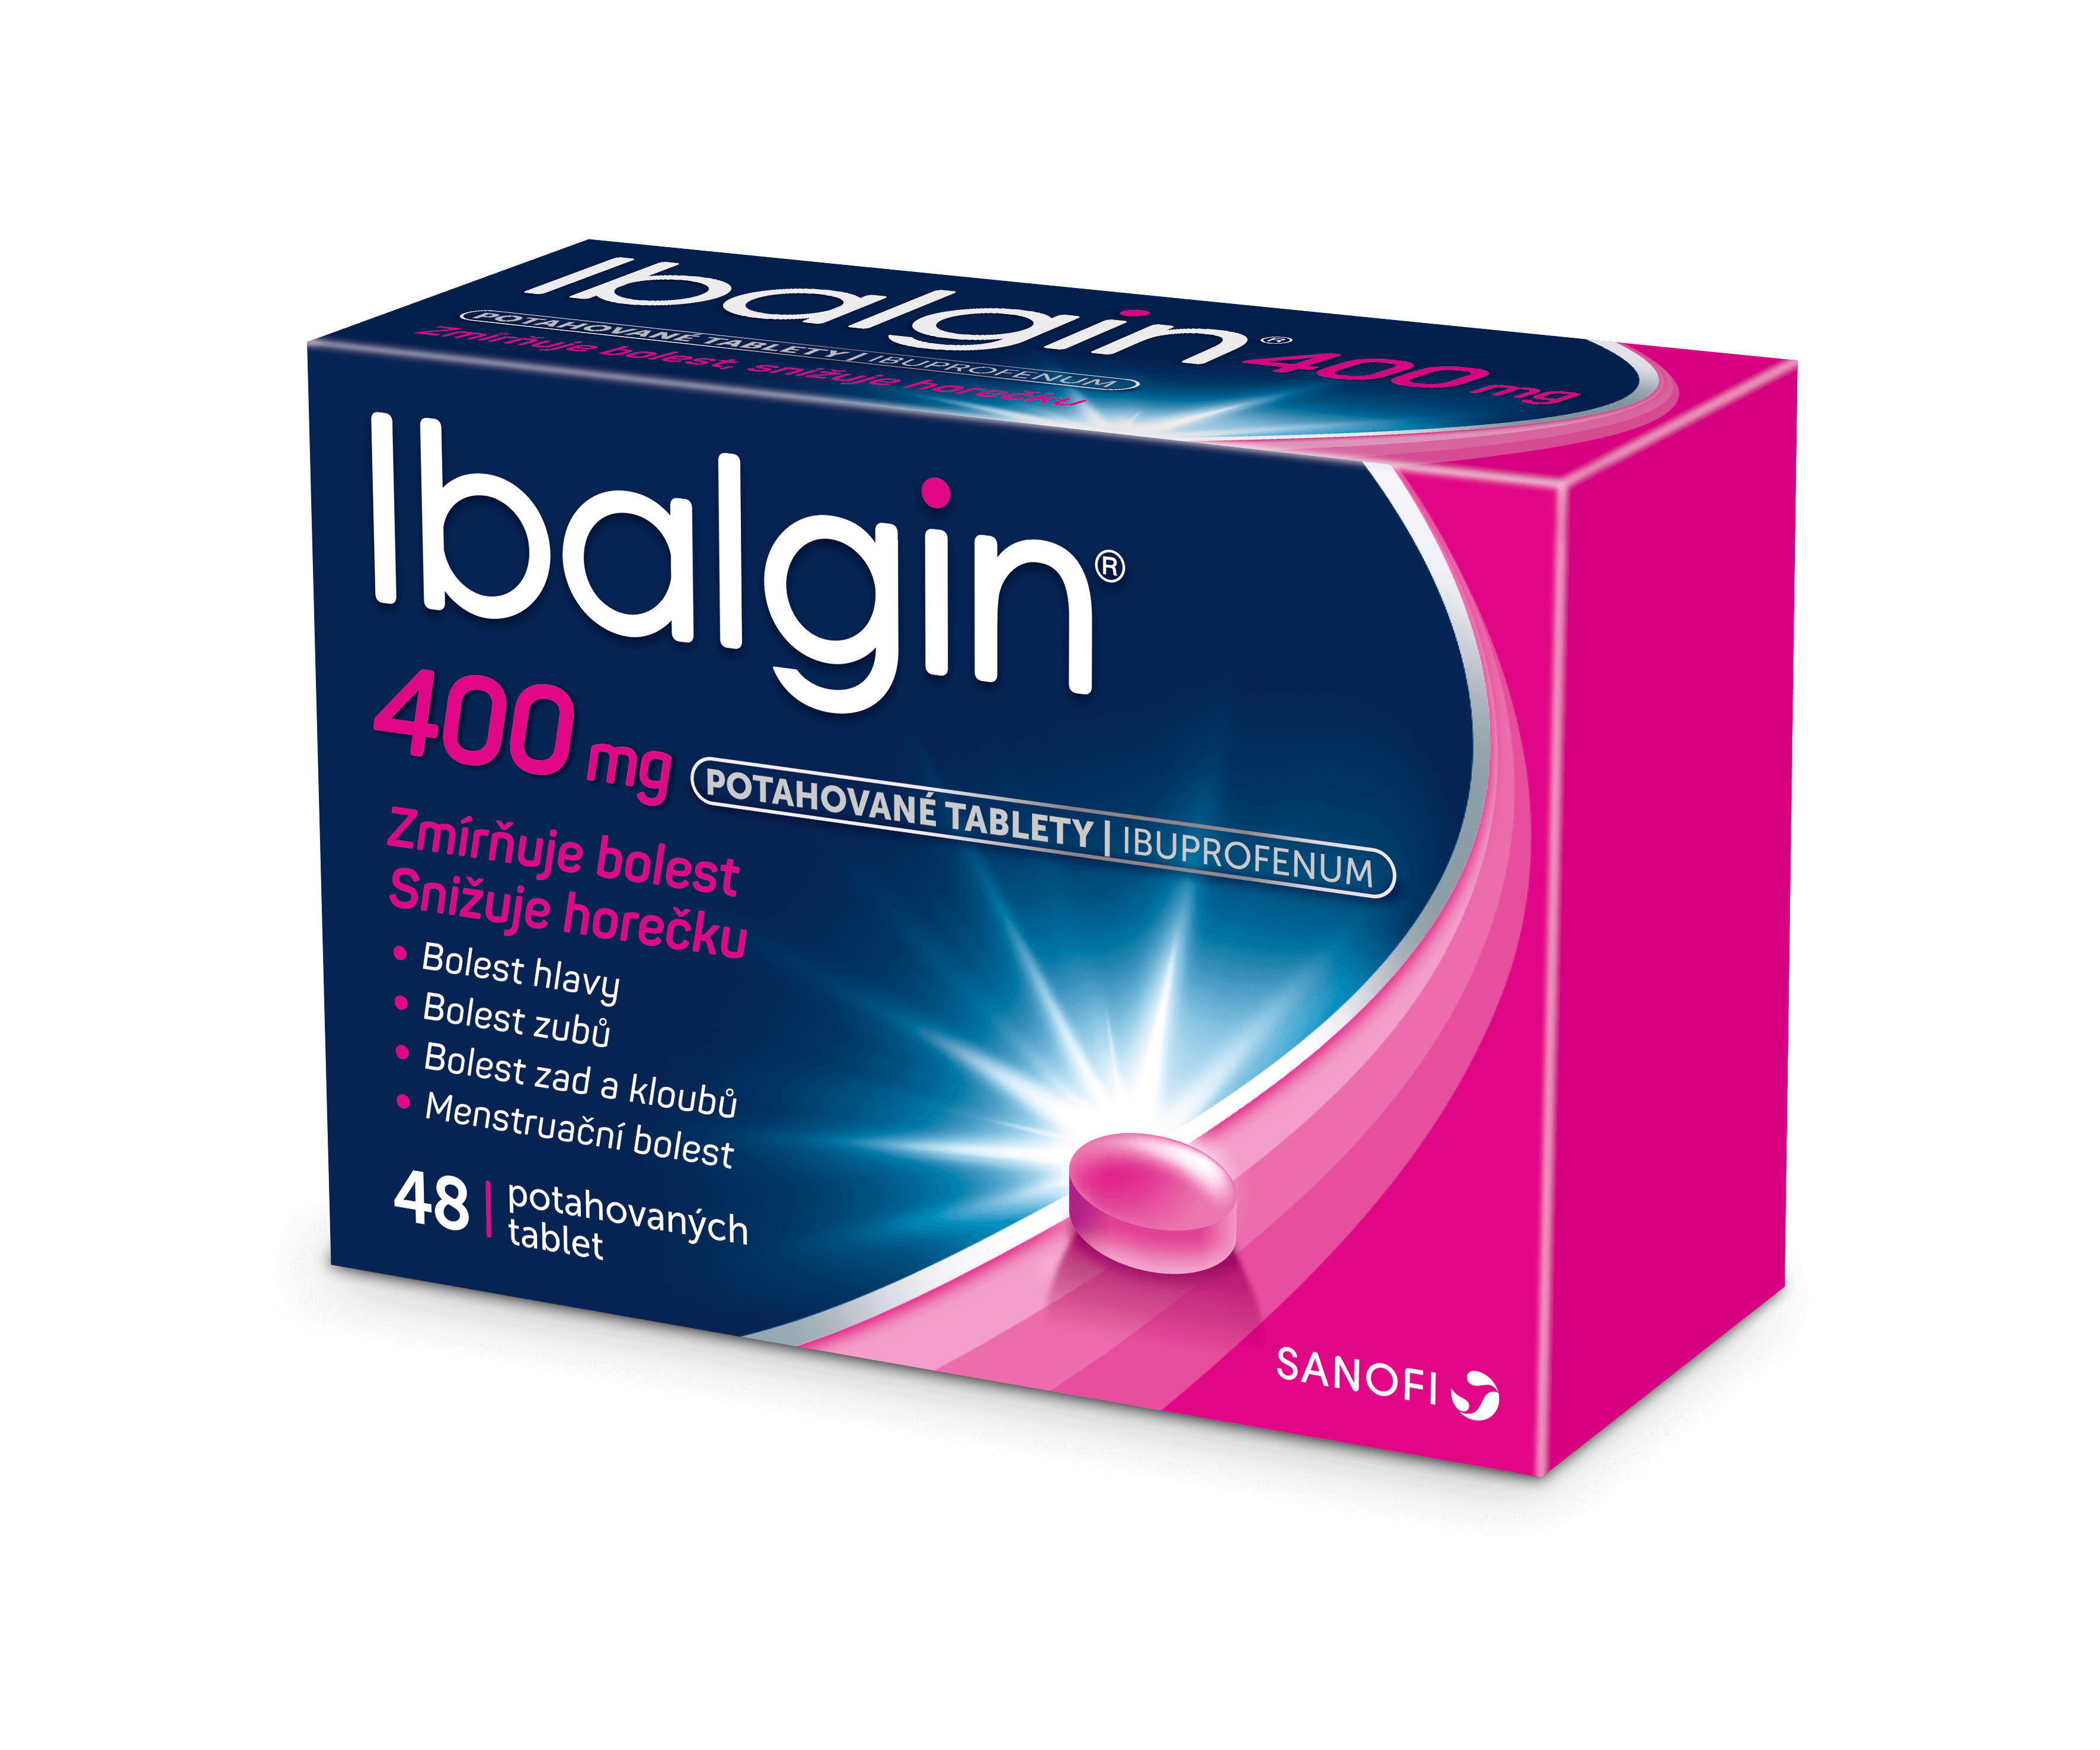 Ibalgin® 400 mg
POTAHOVANÉ TABLETY | IBUPROFENUM
Zmírňuje bolest, snižuje horečku
Ibalgin®
400 mg
POTAHOVANÉ TABLETY | IBUPROFENUM
Zmírňuje bolest
Snižuje horečku
• Bolest hlavy
• Bolest zubů
• Bolest zad a kloubů
• Menstruační bolest
48 | potahovaných
tablet
SANOFI